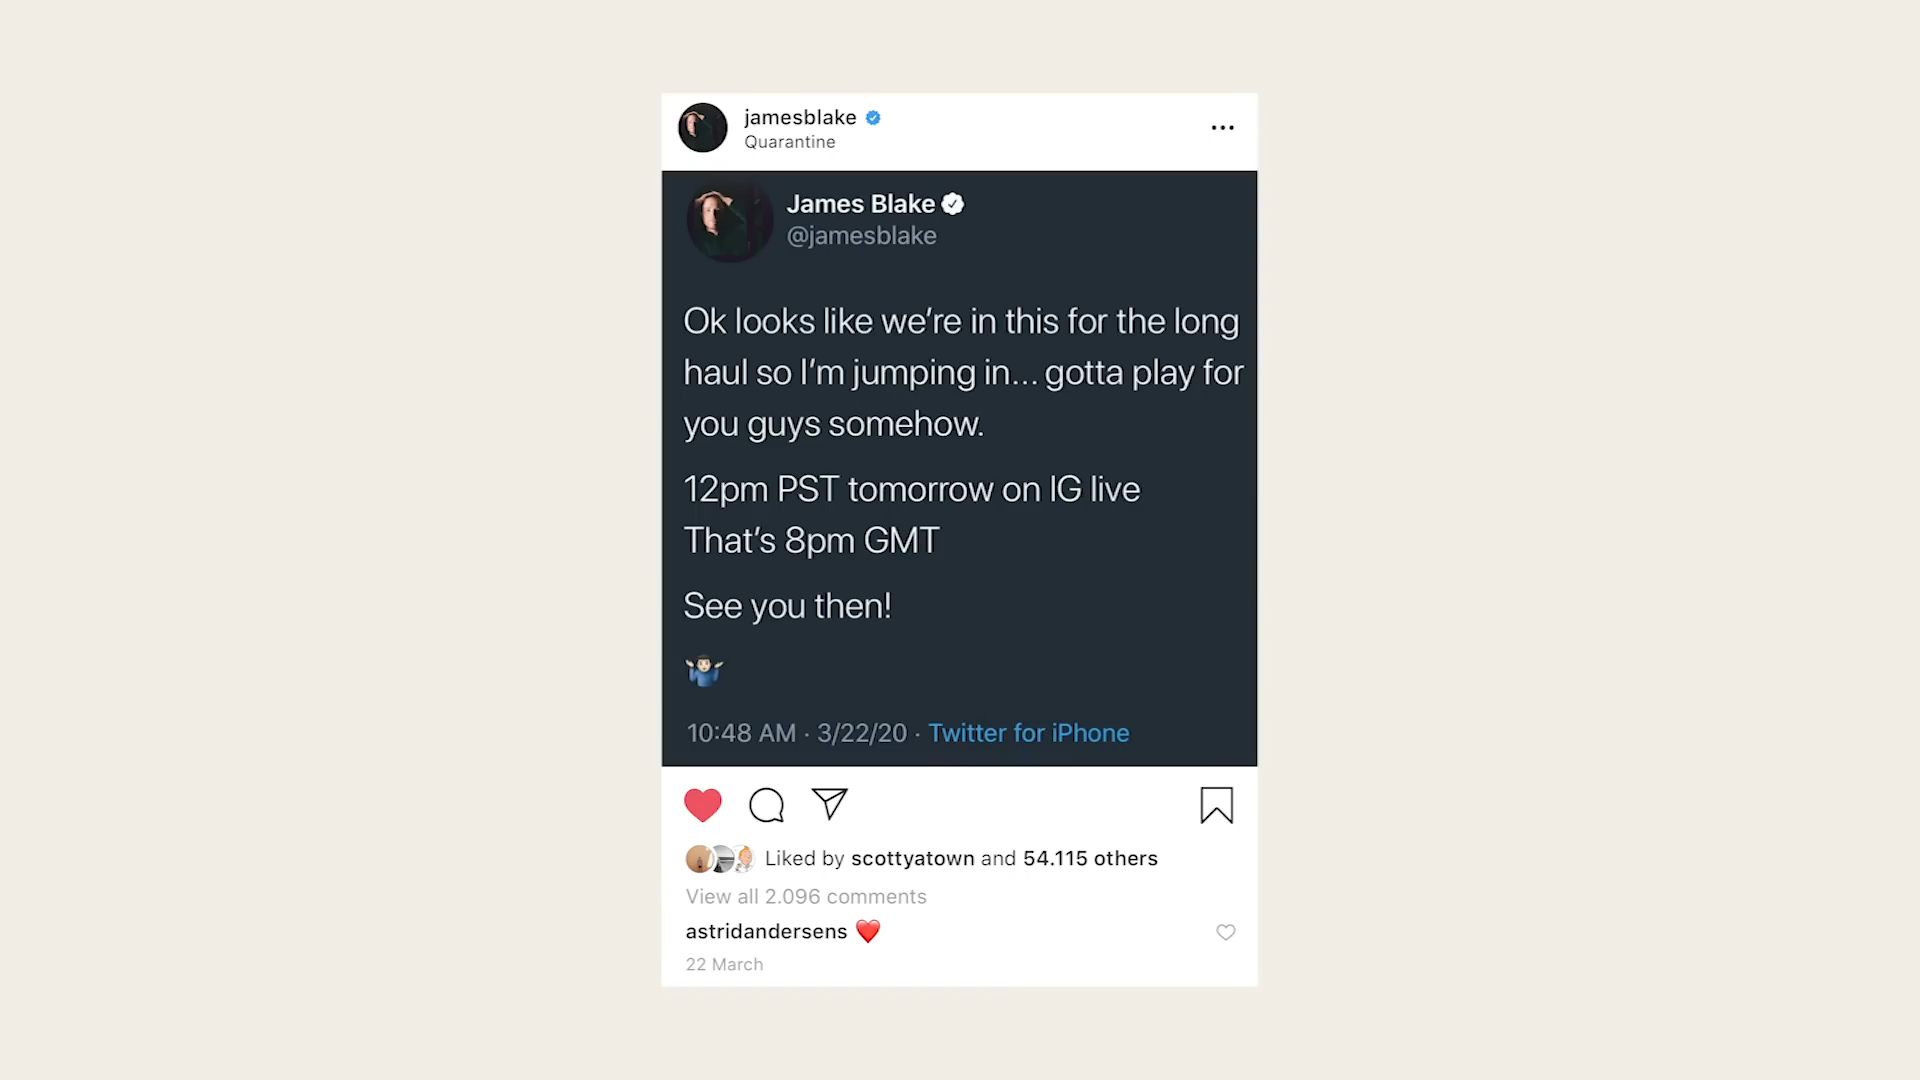 jamesblake
Quarantine
James Blake
@jamesblake
Ok looks like we're in this for the long
haul so I'm jumping in... gotta play for
you guys somehow.
12pm PST tomorrow on IG live
That's 8pm GMT
See you then!
🤷🏻‍♂️
10:48 AM · 3/22/20 · Twitter for iPhone
Liked by scottyatown and 54.115 others
View all 2.096 comments
astridandersens ❤️
22 March